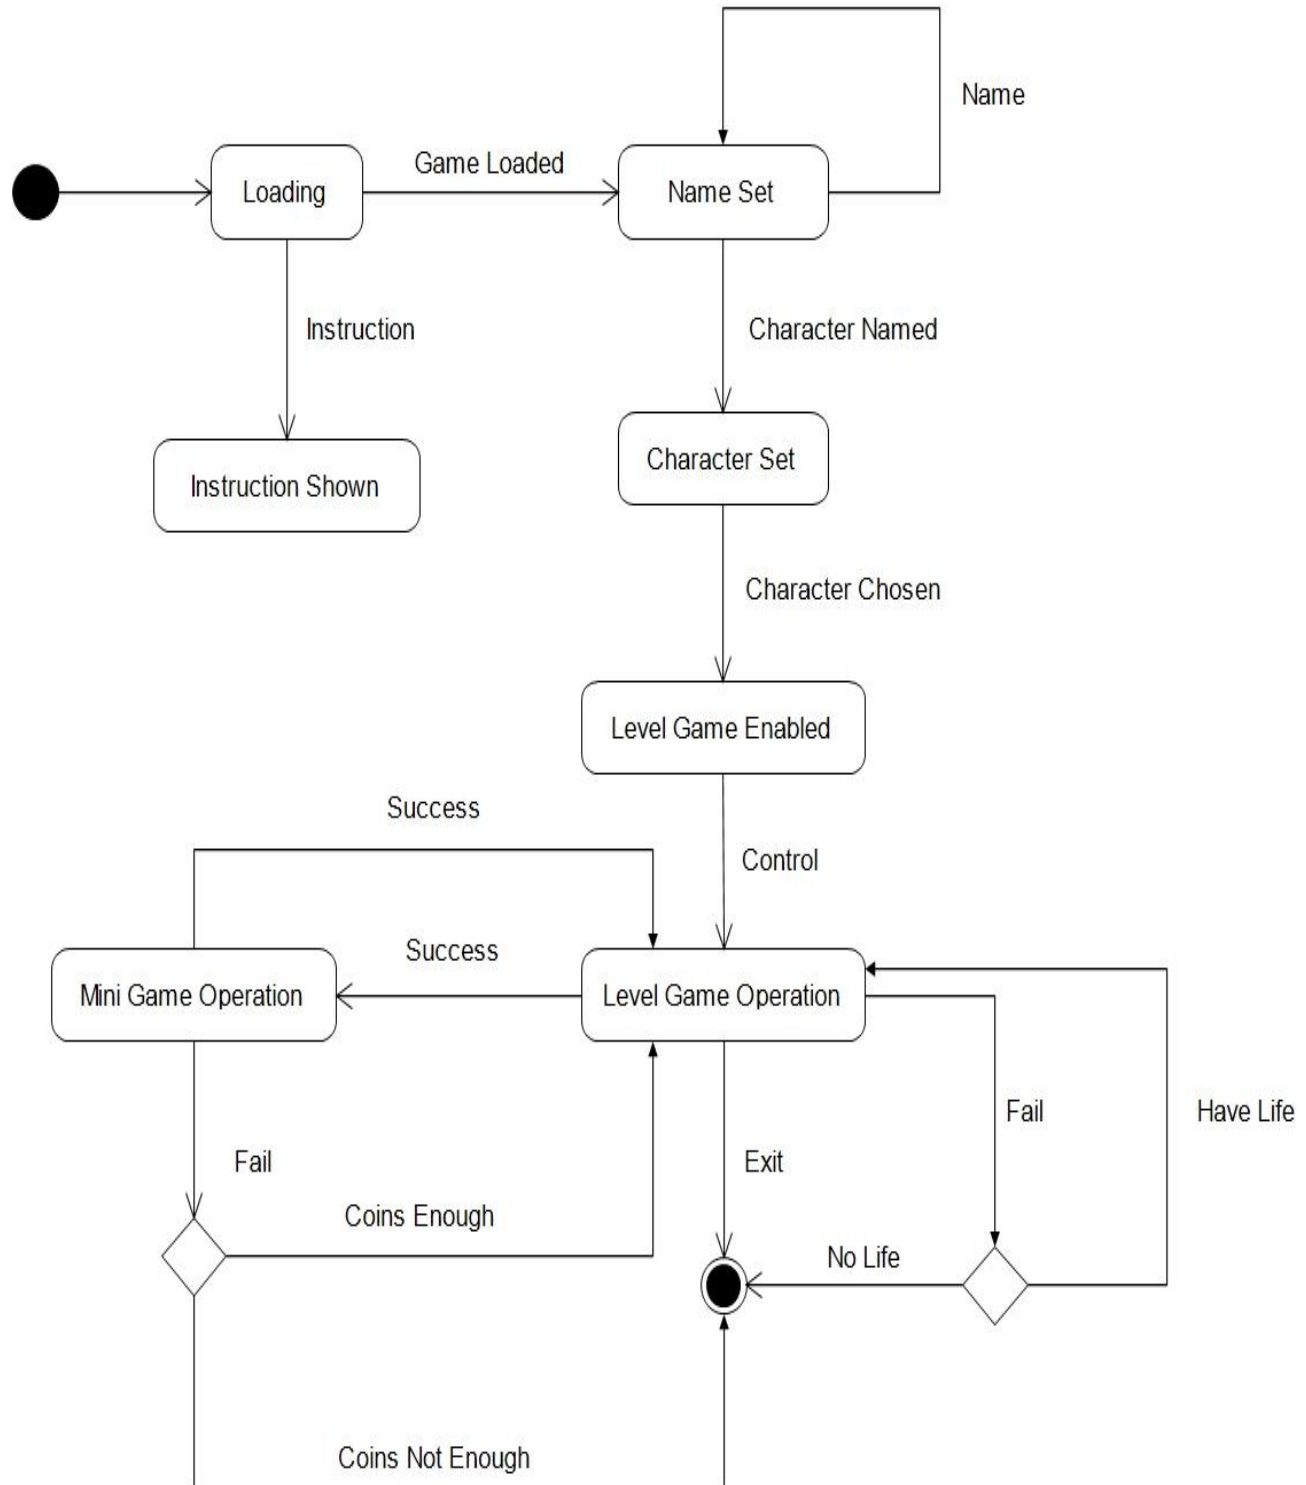 Name
Game Loaded
Loading
Name Set
Instruction
Character Named
Character Set
Instruction Shown
Character Chosen
Level Game Enabled
Success
Control
Success
Mini Game Operation
Level Game Operation
Fail
Have Life
Fail
Exit
Coins Enough
No Life
Coins Not Enough